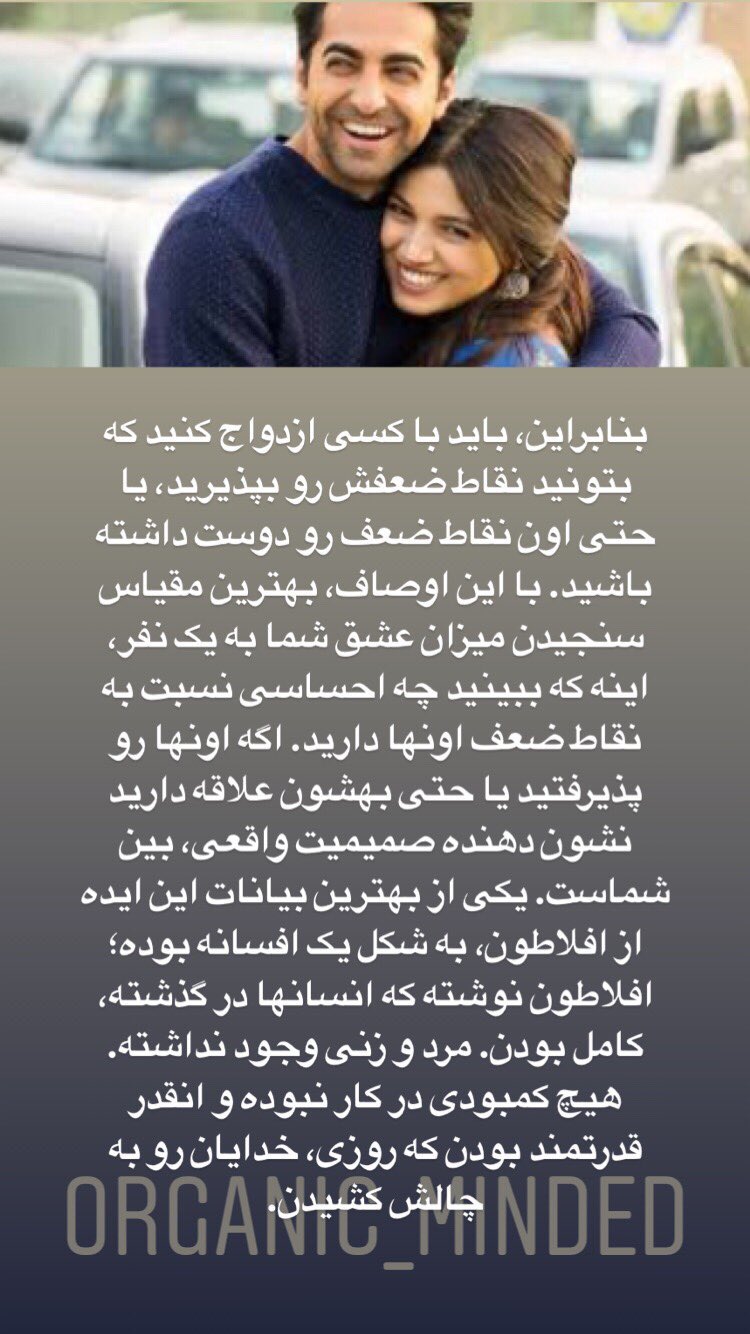 بنابراین، باید با کسی ازدواج کنید که
بتونید نقاط ضعفش رو بپذیرید، یا
حتی اون نقاط ضعف رو دوست داشته
باشید. با این اوصاف، بهترین مقیاس
سنجیدن میزان عشق شما به یک نفر،
اینه که ببینید چه احساسی نسبت به
نقاط ضعف اونها دارید. اگه اونها رو
پذیرفتید یا حتی بهشون علاقه دارید
نشون دهنده صمیمیت واقعی، بین
شماست. یکی از بهترین بیانات این ایده
از افلاطون، به شکل یک افسانه بوده؛
افلاطون نوشته که انسانها در گذشته،
کامل بودن. مرد و زنی وجود نداشته.
هیچ کمبودی در کار نبوده و انقدر
قدرتمند بودن که روزی، خدایان رو به
چالش کشیدن.
ORGANIC_MINDED